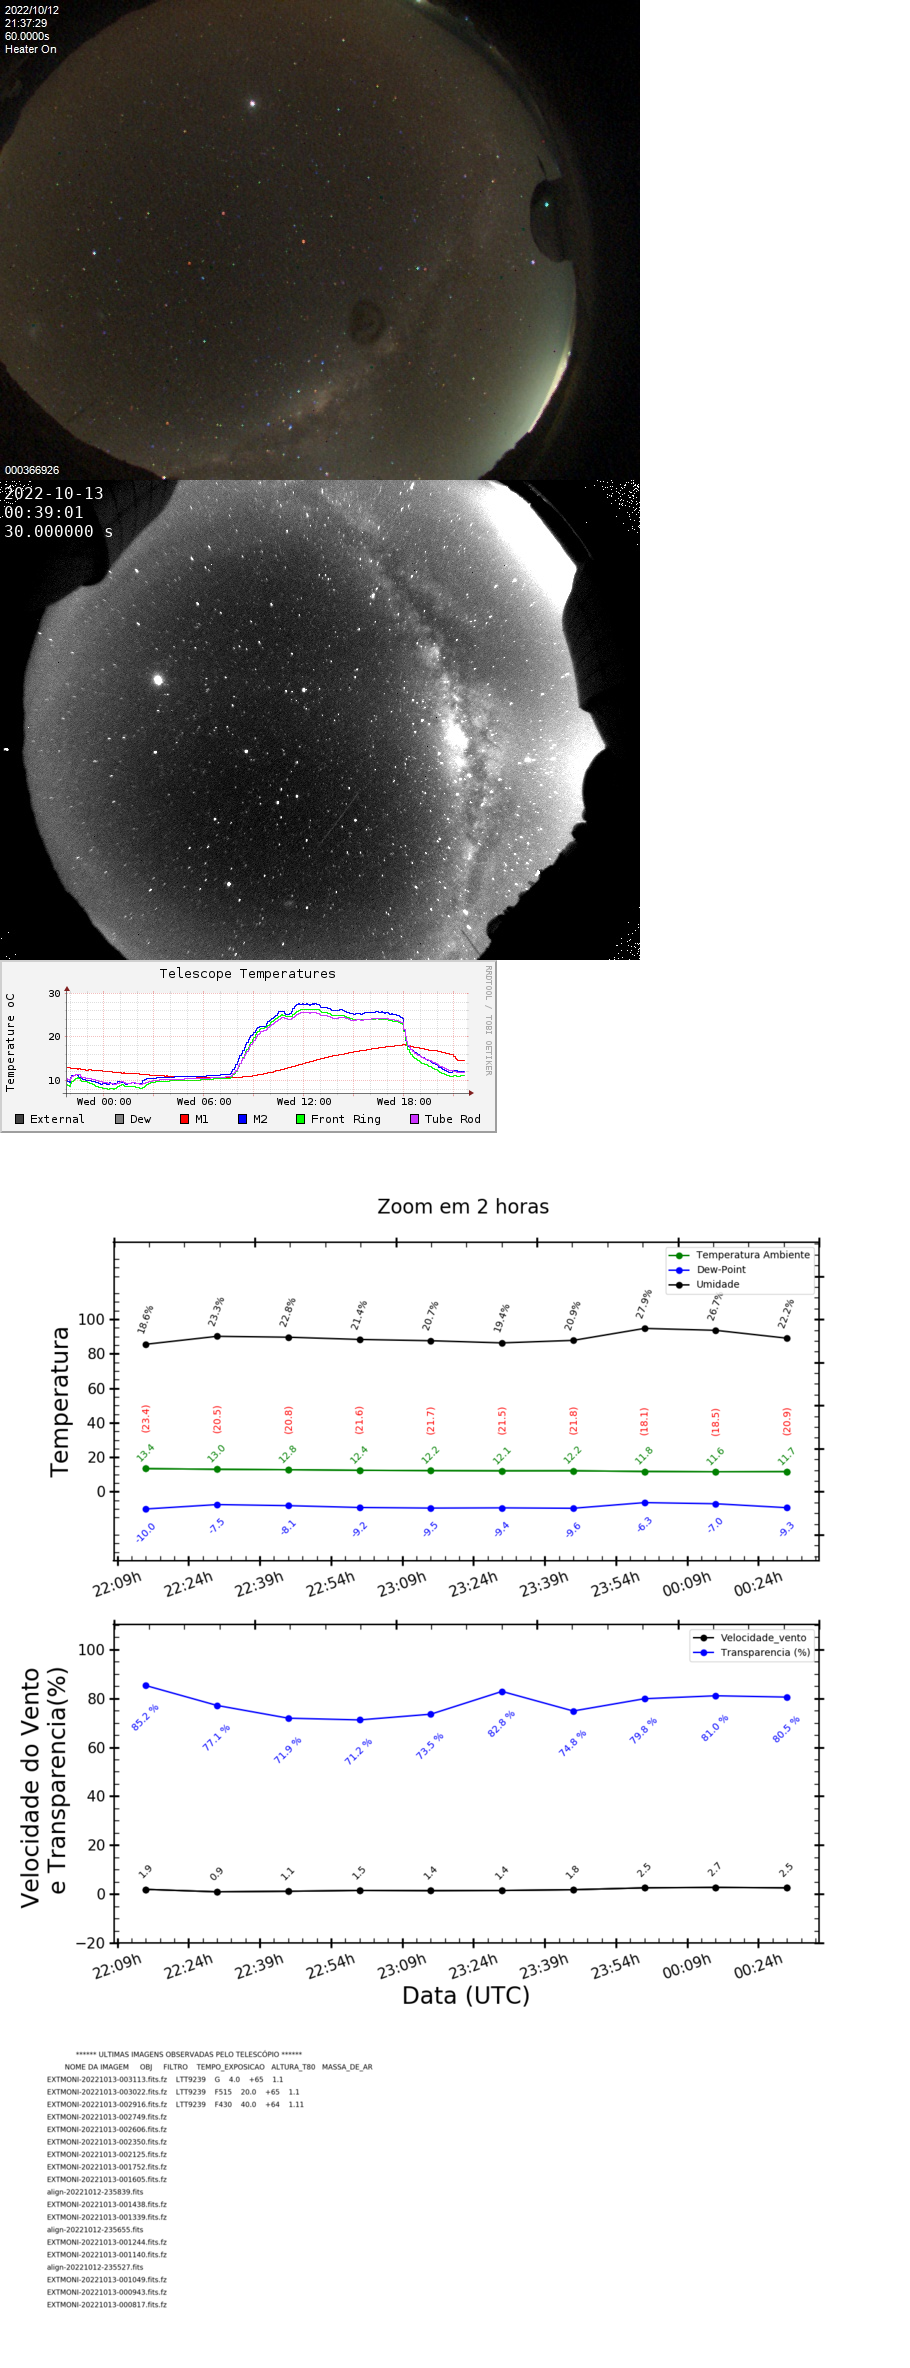 2022/10/12
21:37:29
60.0000s
Heater On
000366926
2022-10-13
00:39:01
30.000000 s
Telescope Temperatures
RRDTOOL / TOBI OETIKER
Temperature oC
30
20
10
Wed 00:00 Wed 06:00 Wed 12:00 Wed 18:00
External Dew M1 M2 Front Ring Tube Rod
Zoom em 2 horas
Temperatura Ambiente
Dew-Point
Umidade
Temperatura
100
80
60
40
20
0
18.6% 23.3% 22.8% 21.4% 20.7% 19.4% 20.9% 27.9% 26.7% 22.2%
(23.4) (20.5) (20.8) (21.6) (21.7) (21.5) (21.8) (18.1) (18.5) (20.9)
13.4 13.0 12.8 12.4 12.2 12.1 12.2 11.8 11.6 11.7
-10.0 -7.5 -8.1 -9.2 -9.5 -9.4 -9.6 -6.3 -7.0 -9.3
22:09h 22:24h 22:39h 22:54h 23:09h 23:24h 23:39h 23:54h 00:09h 00:24h
Velocidade_vento
Transparencia (%)
Velocidade do Vento
e Transparencia(%)
100
80
60
40
20
0
−20
85.2 % 77.1 % 71.9 % 71.2 % 73.5 % 82.8 % 74.8 % 79.8 % 81.0 % 80.5 %
1.9 0.9 1.1 1.5 1.4 1.4 1.8 2.5 2.7 2.5
22:09h 22:24h 22:39h 22:54h 23:09h 23:24h 23:39h 23:54h 00:09h 00:24h
Data (UTC)
****** ULTIMAS IMAGENS OBSERVADAS PELO TELESCÓPIO ******
NOME DA IMAGEM OBJ FILTRO TEMPO_EXPOSICAO ALTURA_T80 MASSA_DE_AR
EXTMONI-20221013-003113.fits.fz LTT9239 G 4.0 +65 1.1
EXTMONI-20221013-003022.fits.fz LTT9239 F515 20.0 +65 1.1
EXTMONI-20221013-002916.fits.fz LTT9239 F430 40.0 +64 1.11
EXTMONI-20221013-002749.fits.fz
EXTMONI-20221013-002606.fits.fz
EXTMONI-20221013-002350.fits.fz
EXTMONI-20221013-002125.fits.fz
EXTMONI-20221013-001752.fits.fz
EXTMONI-20221013-001605.fits.fz
align-20221012-235839.fits
EXTMONI-20221013-001438.fits.fz
EXTMONI-20221013-001339.fits.fz
align-20221012-235655.fits
EXTMONI-20221013-001244.fits.fz
EXTMONI-20221013-001140.fits.fz
align-20221012-235527.fits
EXTMONI-20221013-001049.fits.fz
EXTMONI-20221013-000943.fits.fz
EXTMONI-20221013-000817.fits.fz